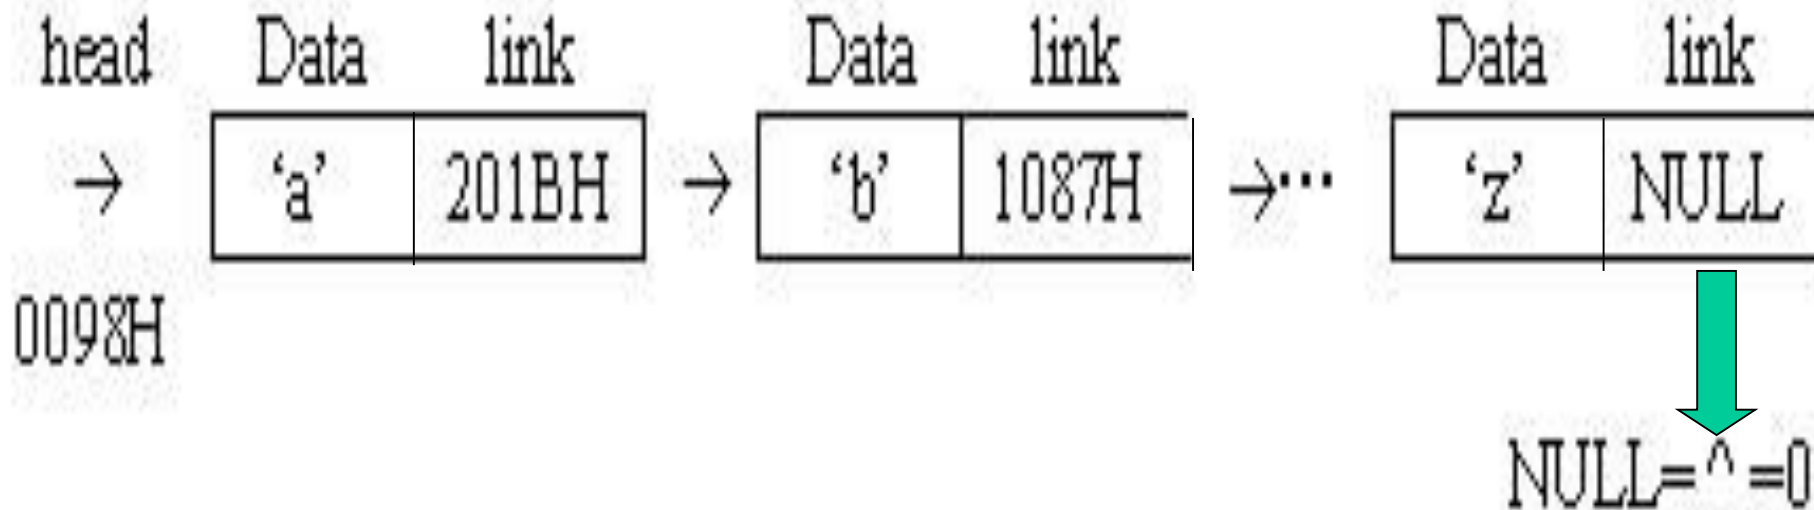 head Data link Data link Data link
→ ‘a’ 201BH → ‘b’ 1087H →··· ‘z’ NULL
0098H
NULL=^=0